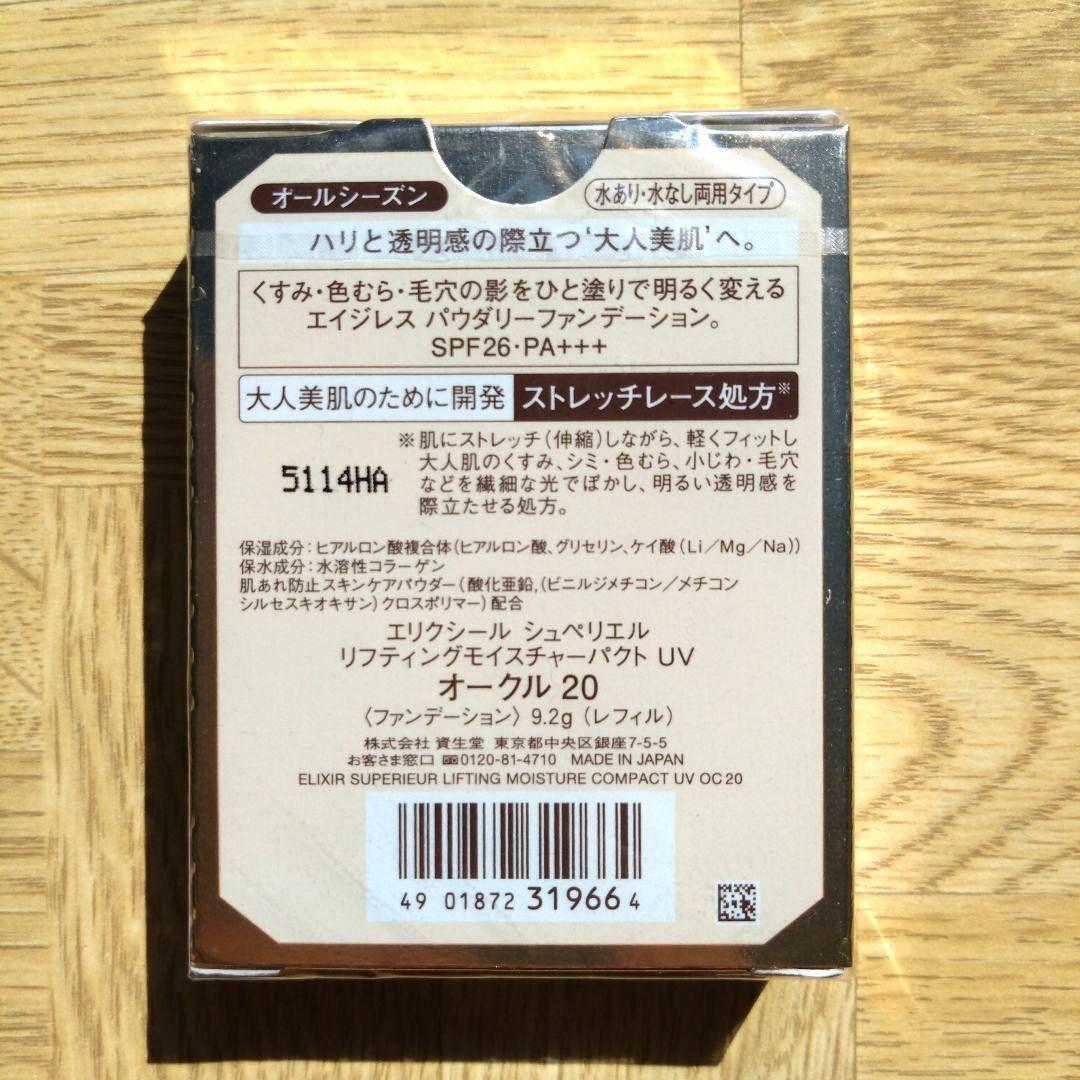 オールシーズン
水あり・水なし両用タイプ
ハリと透明感の際立つ‘大人美肌’へ。
くすみ・色むら・毛穴の影をひと塗りで明るく変える
エイジレス パウダリーファンデーション。
SPF26・PA+++
大人美肌のために開発 ストレッチレース処方※
※肌にストレッチ（伸縮）しながら、軽くフィットし
大人肌のくすみ、シミ・色むら、小じわ・毛穴
などを繊細な光でぼかし、明るい透明感を
際立たせる処方。
5114HA
保湿成分：ヒアルロン酸複合体（ヒアルロン酸、グリセリン、ケイ酸（Li／Mg／Na））
保水成分：水溶性コラーゲン
肌あれ防止スキンケアパウダー（酸化亜鉛,（ビニルジメチコン／メチコン
シルセスキオキサン）クロスポリマー）配合
エリクシール シュペリエル
リフティングモイスチャーパクト UV
オークル 20
〈ファンデーション〉 9.2g （レフィル）
株式会社 資生堂 東京都中央区銀座7-5-5
お客さま窓口 0120-81-4710 MADE IN JAPAN
ELIXIR SUPERIEUR LIFTING MOISTURE COMPACT UV OC20
49 01872 31966 4